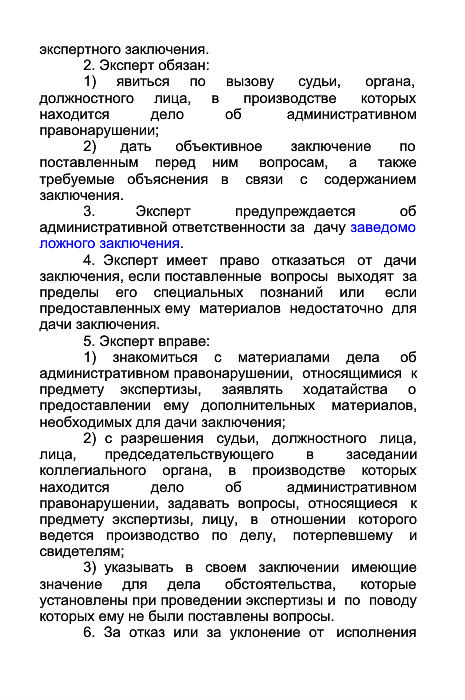 экспертного заключения.
2. Эксперт обязан:
1) явиться по вызову судьи, органа,
должностного лица, в производстве которых
находится дело об административном
правонарушении;
2) дать объективное заключение по
поставленным перед ним вопросам, а также
требуемые объяснения в связи с содержанием
заключения.
3. Эксперт предупреждается об
административной ответственности за дачу заведомо
ложного заключения.
4. Эксперт имеет право отказаться от дачи
заключения, если поставленные вопросы выходят за
пределы его специальных познаний или если
предоставленных ему материалов недостаточно для
дачи заключения.
5. Эксперт вправе:
1) знакомиться с материалами дела об
административном правонарушении, относящимися к
предмету экспертизы, заявлять ходатайства о
предоставлении ему дополнительных материалов,
необходимых для дачи заключения;
2) с разрешения судьи, должностного лица,
лица, председательствующего в заседании
коллегиального органа, в производстве которых
находится дело об административном
правонарушении, задавать вопросы, относящиеся к
предмету экспертизы, лицу, в отношении которого
ведется производство по делу, потерпевшему и
свидетелям;
3) указывать в своем заключении имеющие
значение для дела обстоятельства, которые
установлены при проведении экспертизы и по поводу
которых ему не были поставлены вопросы.
6. За отказ или за уклонение от исполнения